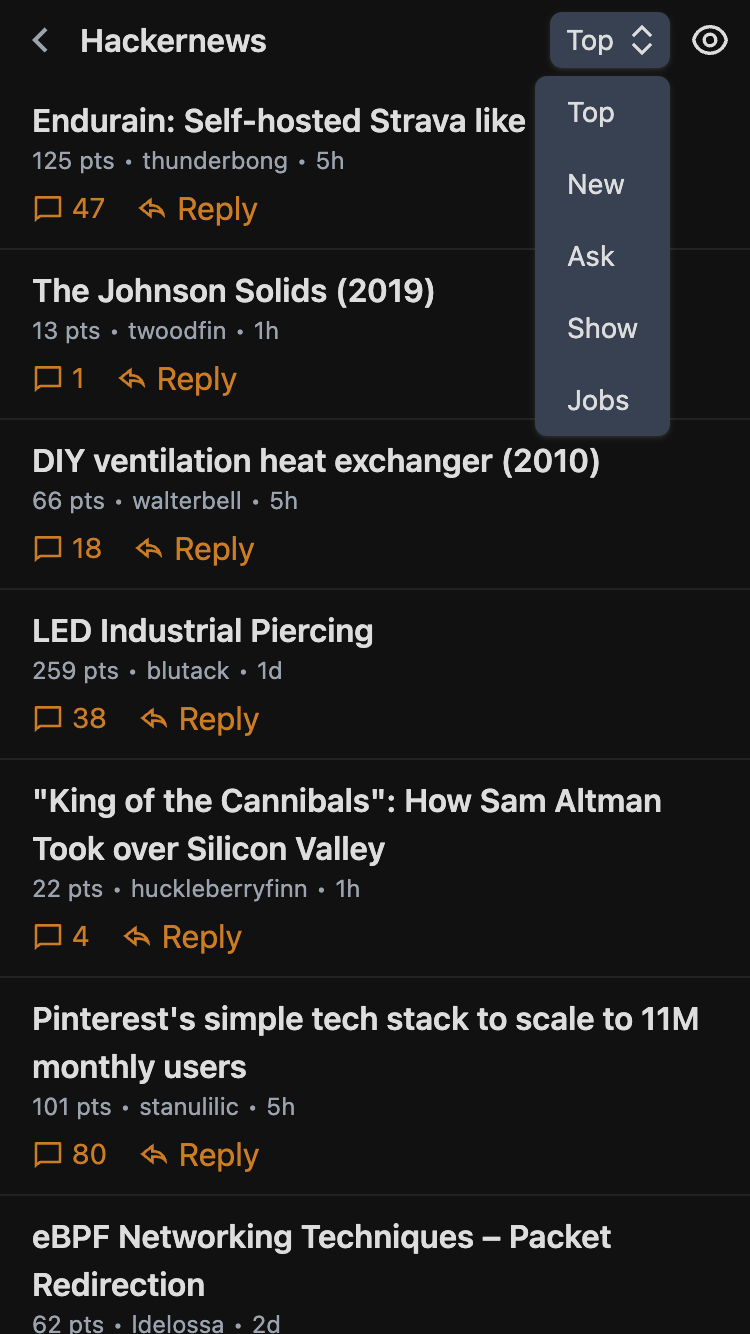 Hackernews
Top
Top
New
Ask
Show
Jobs
Endurain: Self-hosted Strava like
125 pts • thunderbong • 5h
47 Reply
The Johnson Solids (2019)
13 pts • twoodfin • 1h
1 Reply
DIY ventilation heat exchanger (2010)
66 pts • walterbell • 5h
18 Reply
LED Industrial Piercing
259 pts • blutack • 1d
38 Reply
"King of the Cannibals": How Sam Altman
Took over Silicon Valley
22 pts • huckleberryfinn • 1h
4 Reply
Pinterest's simple tech stack to scale to 11M
monthly users
101 pts • stanulilic • 5h
80 Reply
eBPF Networking Techniques – Packet
Redirection
62 pts • ldelossa • 2d